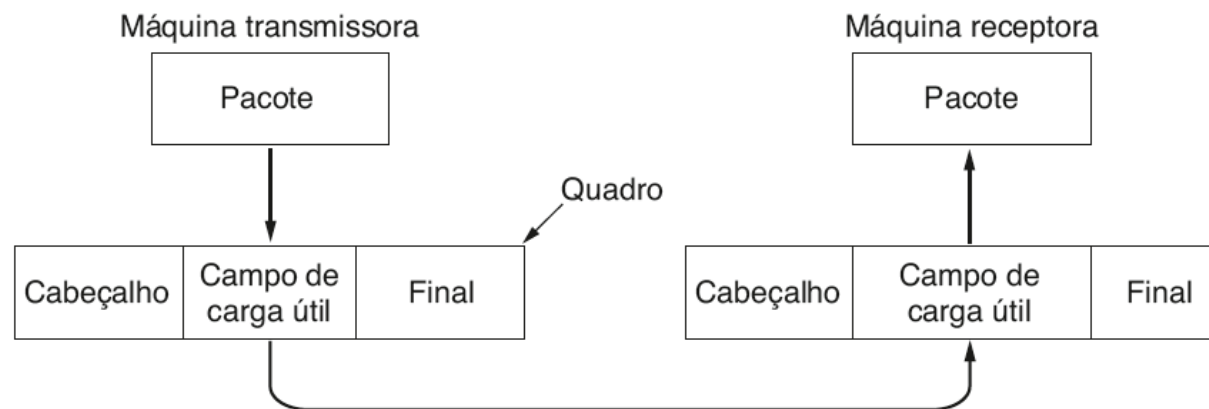 Máquina transmissora
Máquina receptora
Pacote
Pacote
Quadro
Cabeçalho
Campo de
carga útil
Final
Cabeçalho
Campo de
carga útil
Final